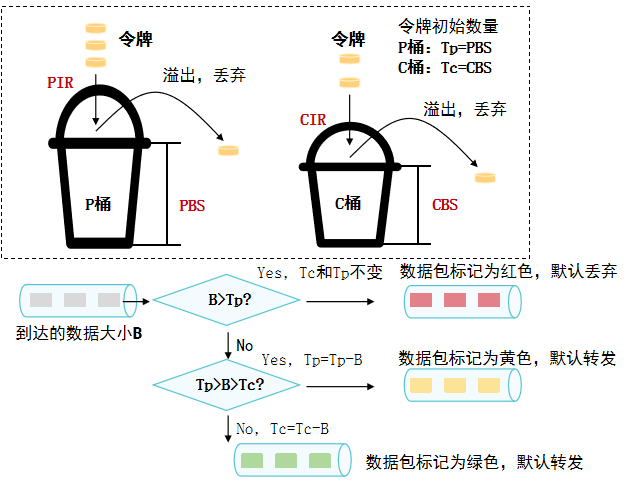 令牌
令牌
令牌初始数量
P桶：Tp=PBS
C桶：Tc=CBS
PIR
溢出，丢弃
CIR
溢出，丢弃
P桶
PBS
C桶
CBS
Yes, Tc和Tp不变
数据包标记为红色，默认丢弃
B>Tp?
到达的数据大小B
No
Yes, Tp=Tp-B
数据包标记为黄色，默认转发
Tp>B>Tc?
No, Tc=Tc-B
数据包标记为绿色，默认转发